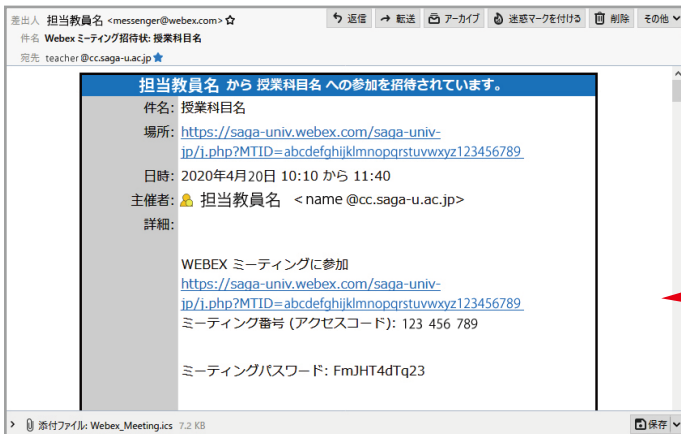 差出人 担当教員名 <messenger@webex.com> 返信 転送 アーカイブ 迷惑マークを付ける 削除 その他
件名 Webex ミーティング招待状: 授業科目名
宛先 teacher@cc.saga-u.ac.jp
担当教員名 から 授業科目名 への参加を招待されています。
件名: 授業科目名
場所: https://saga-univ.webex.com/saga-univ-
jp/j.php?MTID=abcdefghijklmnopqrstuvwxyz123456789
日時: 2020年4月20日 10:10 から 11:40
主催者: 担当教員名 <name@cc.saga-u.ac.jp>
詳細:
WEBEX ミーティングに参加
https://saga-univ.webex.com/saga-univ-
jp/j.php?MTID=abcdefghijklmnopqrstuvwxyz123456789
ミーティング番号 (アクセスコード): 123 456 789
ミーティングパスワード: FmJHT4dTq23
添付ファイル: Webex_Meeting.ics 7.2 KB 保存